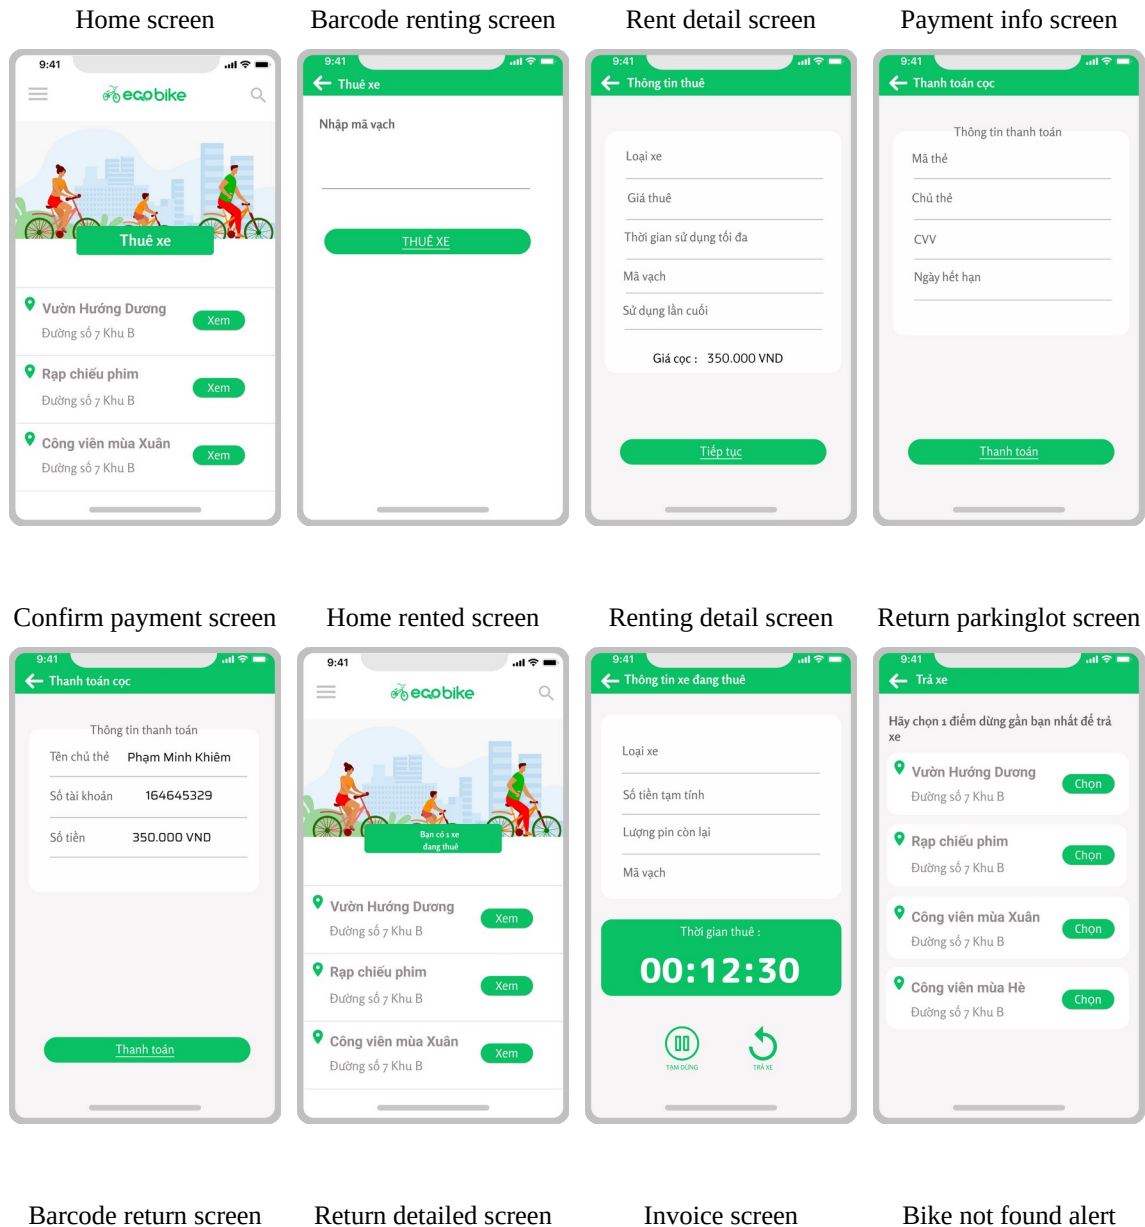 Home screen
Barcode renting screen
Rent detail screen
Payment info screen
9:41
ecobike
Thuê xe
Vườn Hướng Dương
Đường số 7 Khu B
Xem
Rạp chiếu phim
Đường số 7 Khu B
Xem
Công viên mùa Xuân
Đường số 7 Khu B
Xem
9:41
Thuê xe
Nhập mã vạch
THUÊ XE
9:41
Thông tin thuê
Loại xe
Giá thuê
Thời gian sử dụng tối đa
Mã vạch
Sử dụng lần cuối
Giá cọc : 350.000 VND
Tiếp tục
9:41
Thanh toán cọc
Thông tin thanh toán
Mã thẻ
Chủ thẻ
CVV
Ngày hết hạn
Thanh toán
Confirm payment screen
Home rented screen
Renting detail screen
Return parkinglot screen
9:41
Thanh toán cọc
Thông tin thanh toán
Tên chủ thẻ Phạm Minh Khiêm
Số tài khoản 164645329
Số tiền 350.000 VND
Thanh toán
9:41
ecobike
Bạn có 1 xe
đang thuê
Vườn Hướng Dương
Đường số 7 Khu B
Xem
Rạp chiếu phim
Đường số 7 Khu B
Xem
Công viên mùa Xuân
Đường số 7 Khu B
Xem
9:41
Thông tin xe đang thuê
Loại xe
Số tiền tạm tính
Lượng pin còn lại
Mã vạch
Thời gian thuê :
00:12:30
TẠM DỪNG
TRẢ XE
9:41
Trả xe
Hãy chọn 1 điểm dừng gần bạn nhất để trả
xe
Vườn Hướng Dương
Đường số 7 Khu B
Chọn
Rạp chiếu phim
Đường số 7 Khu B
Chọn
Công viên mùa Xuân
Đường số 7 Khu B
Chọn
Công viên mùa Hè
Đường số 7 Khu B
Chọn
Barcode return screen
Return detailed screen
Invoice screen
Bike not found alert